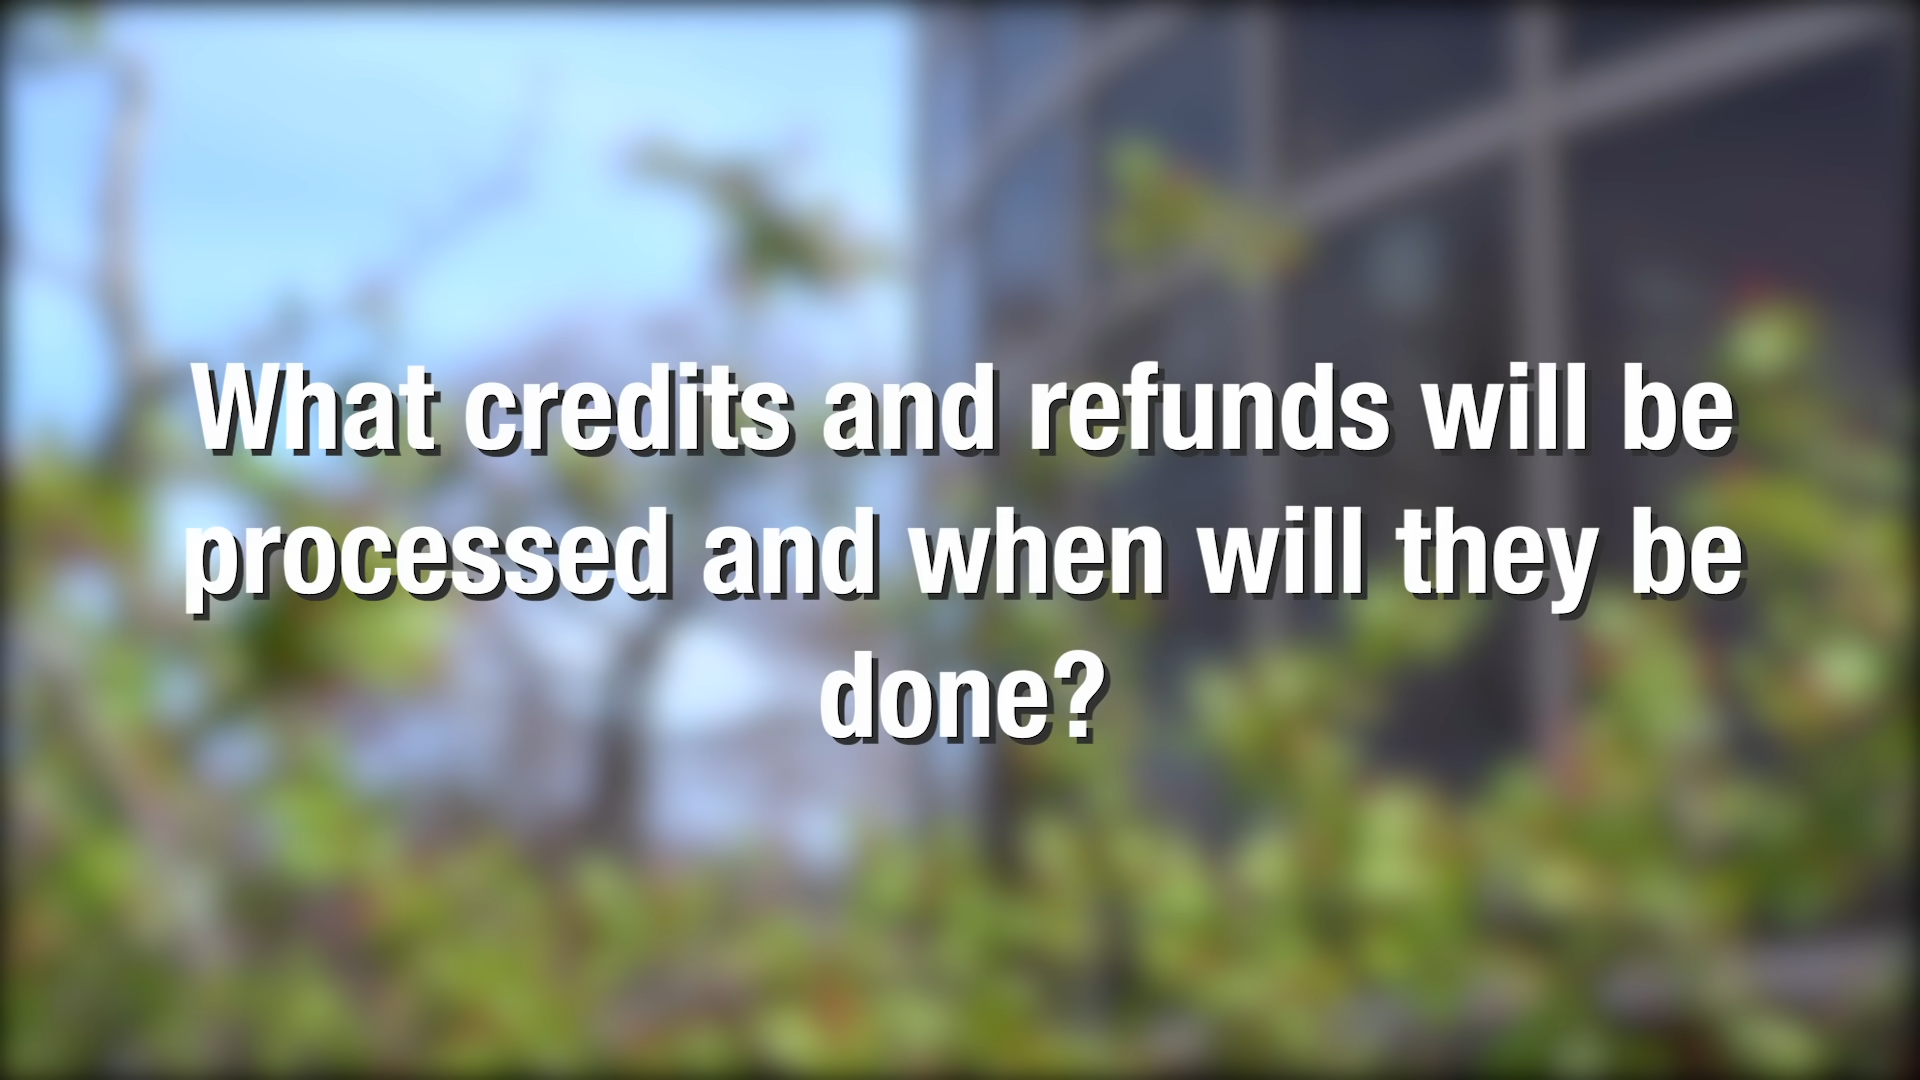 What credits and refunds will be
processed and when will they be
done?